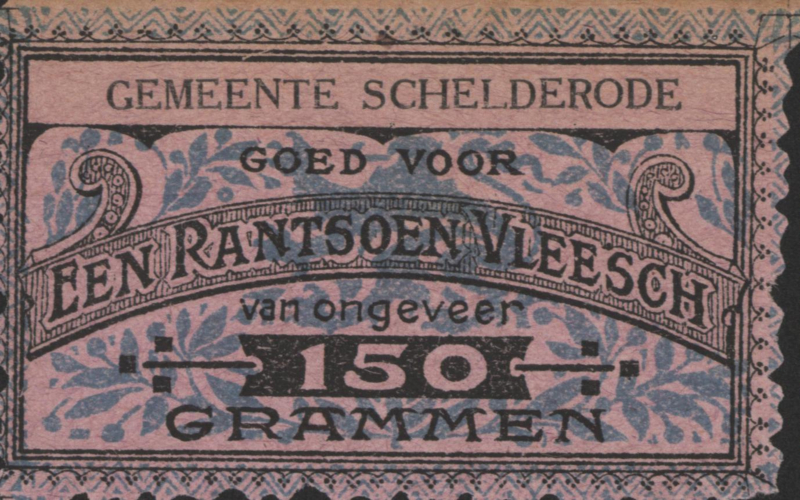 GEMEENTE SCHELDERODE
GOED VOOR
EEN RANTSOEN VLEESCH
van ongeveer
150
GRAMMEN